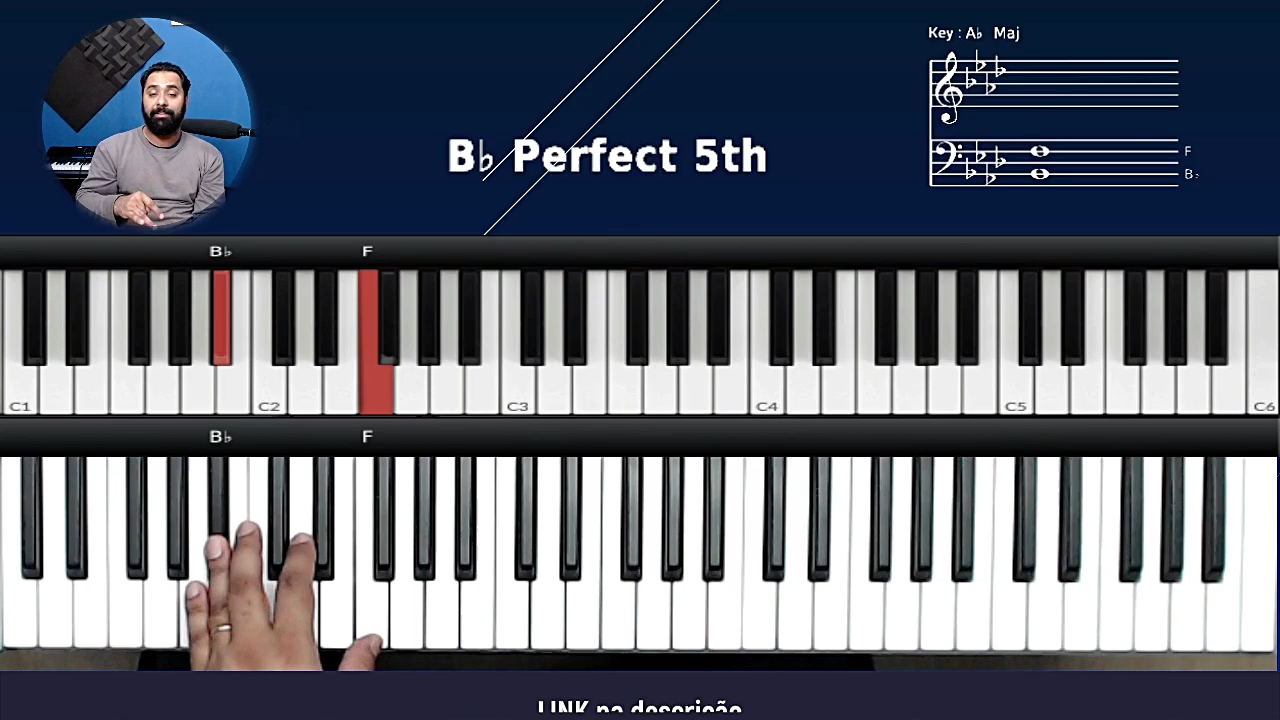 Key : A♭ Maj
B♭ Perfect 5th
F
B♭
B♭ F
C1 C2 C3 C4 C5 C6
B♭ F
LINK na descrição